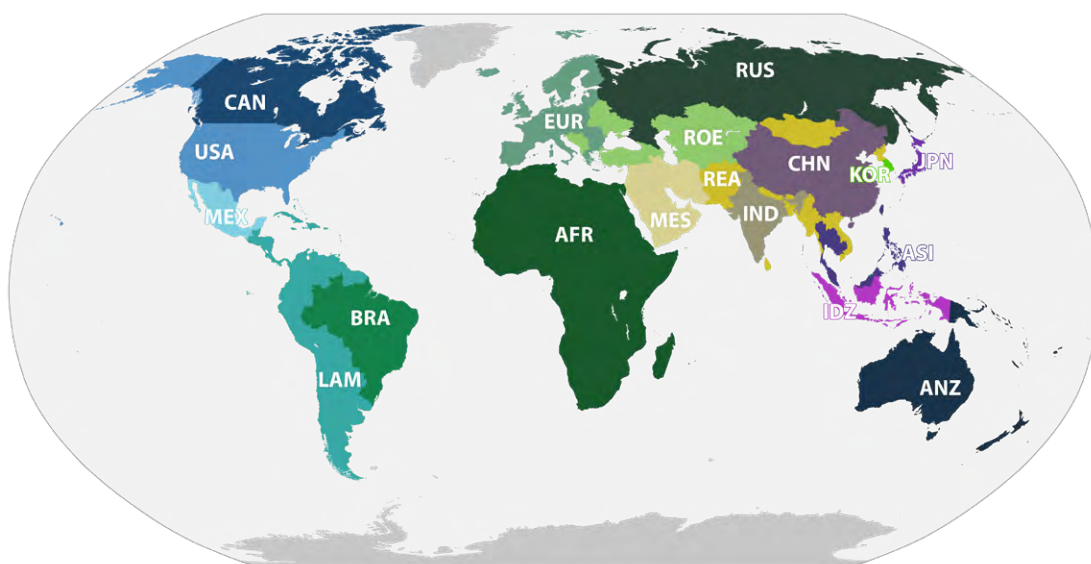 RUS
CAN
EUR
ROE
USA
CHN
JPN
KOR
REA
MEX
MES
IND
AFR
ASI
IDZ
BRA
LAM
ANZ